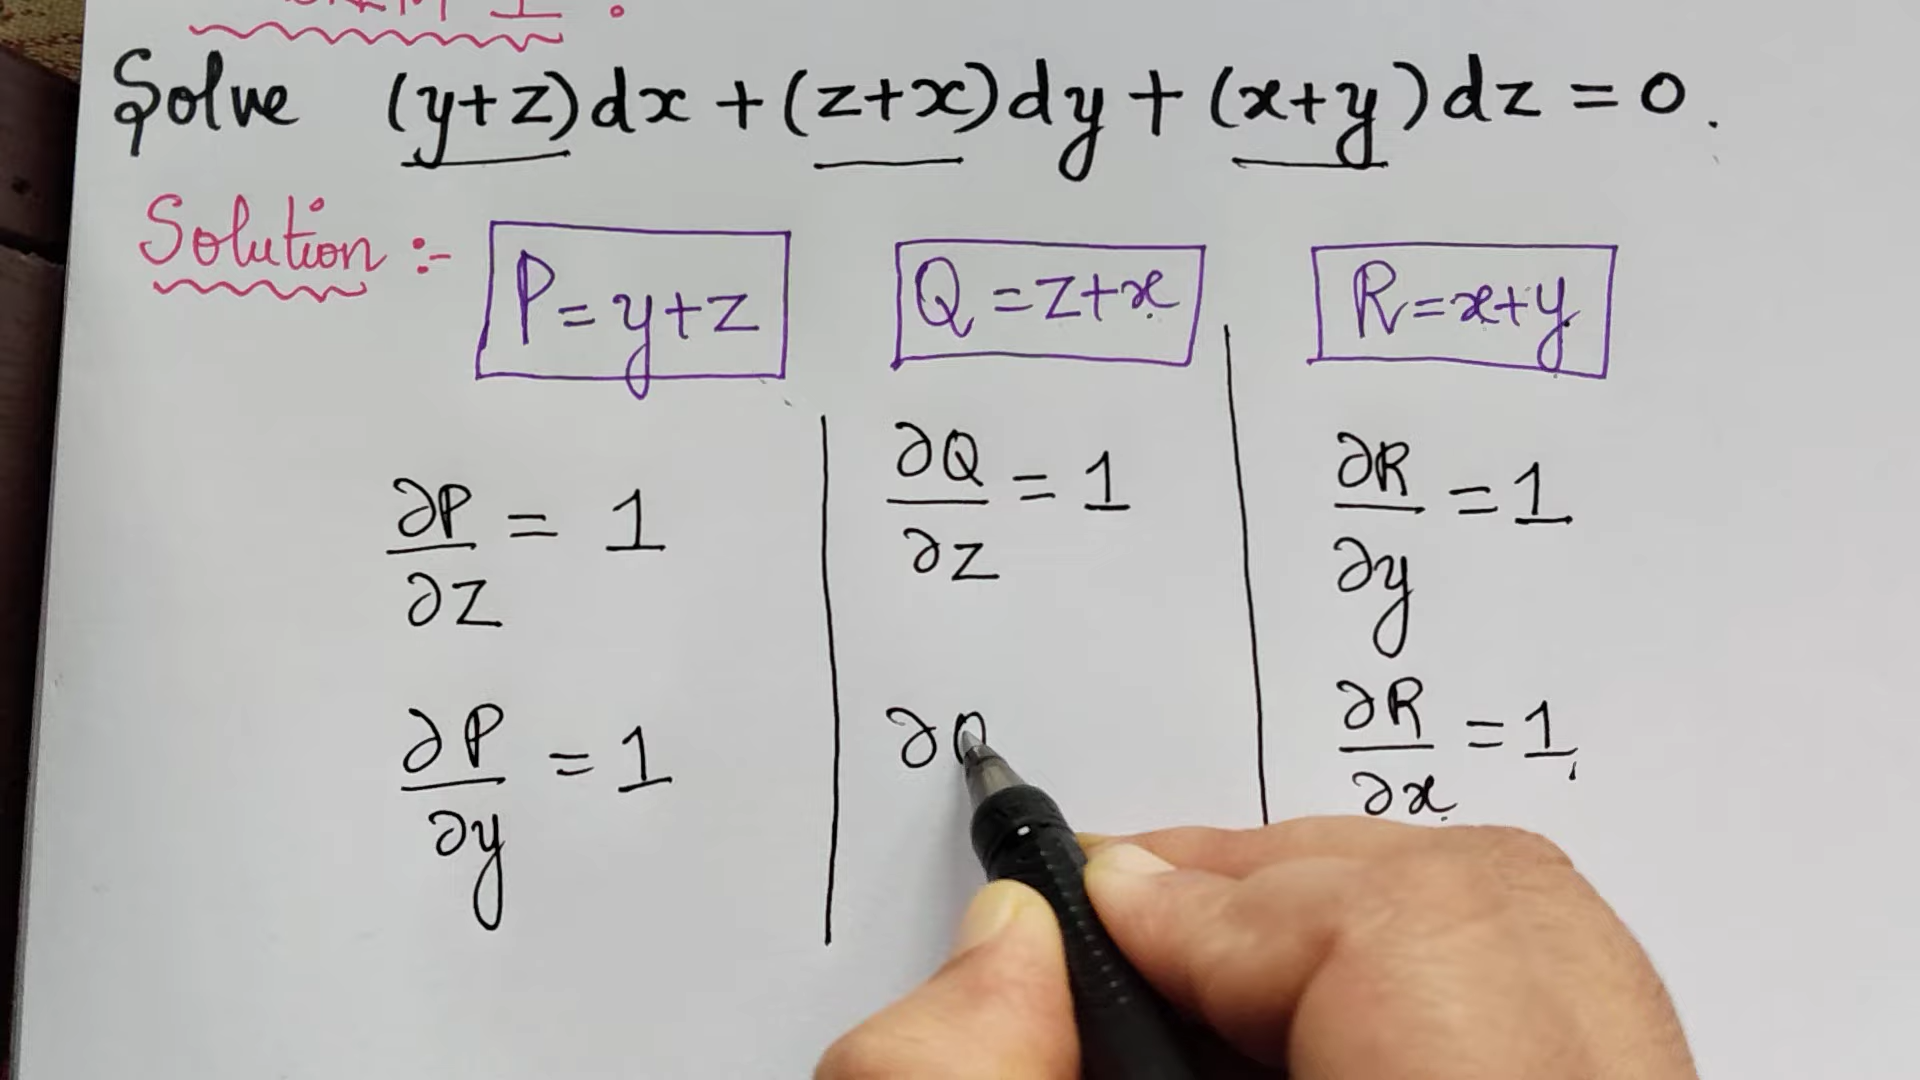 Solve (y+z)dx+(z+x)dy+(x+y)dz=0.
Solution :- P=y+z Q=z+x R=x+y
∂P/∂z = 1 ∂Q/∂z = 1 ∂R/∂y = 1
∂P/∂y = 1 ∂Q ∂R/∂x = 1,